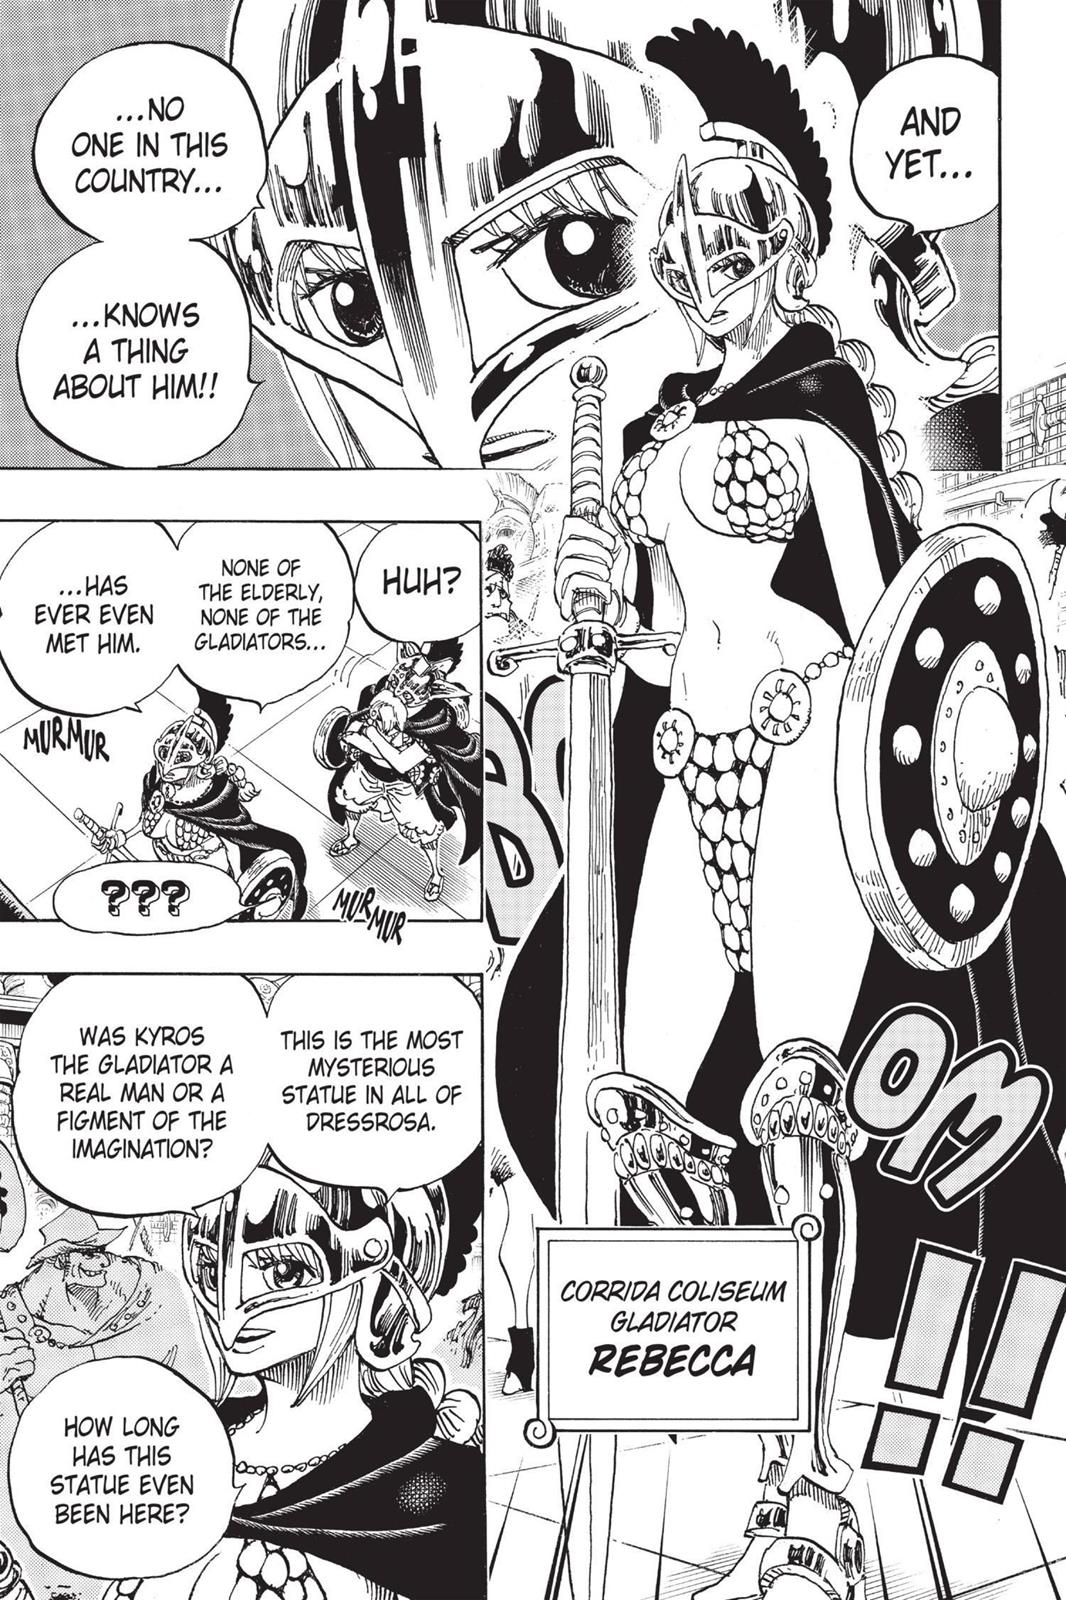 AND
YET...
...NO
ONE IN THIS
COUNTRY...
...KNOWS
A THING
ABOUT HIM!!
BOOM
!!
CORRIDA COLISEUM
GLADIATOR
REBECCA
HUH?
NONE OF
THE ELDERLY,
NONE OF THE
GLADIATORS...
...HAS
EVER EVEN
MET HIM.
MURMUR
???
MURMUR
THIS IS THE MOST
MYSTERIOUS
STATUE IN ALL OF
DRESSROSA.
WAS KYROS
THE GLADIATOR A
REAL MAN OR A
FIGMENT OF THE
IMAGINATION?
HOW LONG
HAS THIS
STATUE EVEN
BEEN HERE?